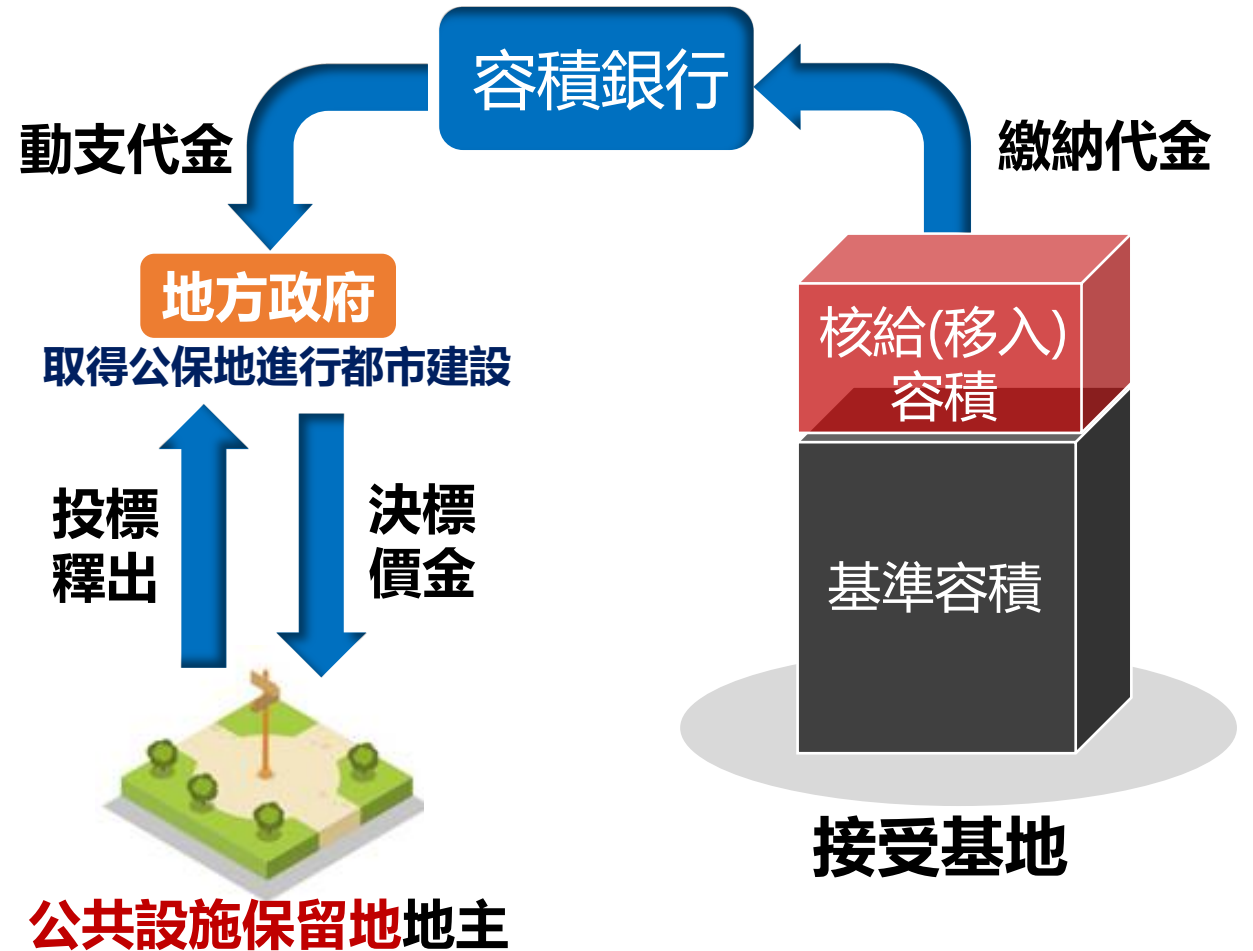 容積銀行
動支代金
繳納代金
地方政府
取得公保地進行都市建設
核給(移入)
容積
投標
釋出
決標
價金
基準容積
接受基地
公共設施保留地地主